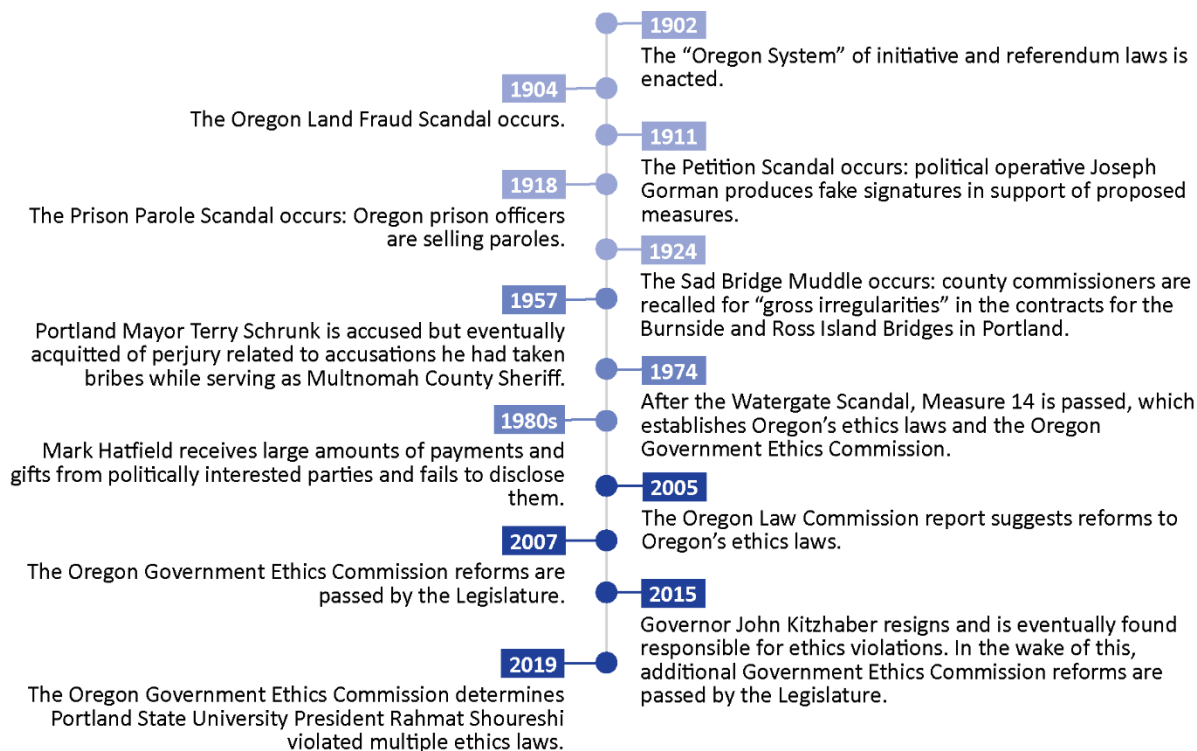 1902
The “Oregon System” of initiative and referendum laws is
enacted.
1904
The Oregon Land Fraud Scandal occurs.
1911
The Petition Scandal occurs: political operative Joseph
Gorman produces fake signatures in support of proposed
measures.
1918
The Prison Parole Scandal occurs: Oregon prison officers
are selling paroles.
1924
The Sad Bridge Muddle occurs: county commissioners are
recalled for “gross irregularities” in the contracts for the
Burnside and Ross Island Bridges in Portland.
1957
Portland Mayor Terry Schrunk is accused but eventually
acquitted of perjury related to accusations he had taken
bribes while serving as Multnomah County Sheriff.
1974
After the Watergate Scandal, Measure 14 is passed, which
establishes Oregon’s ethics laws and the Oregon
Government Ethics Commission.
1980s
Mark Hatfield receives large amounts of payments and
gifts from politically interested parties and fails to disclose
them.
2005
The Oregon Law Commission report suggests reforms to
Oregon’s ethics laws.
2007
The Oregon Government Ethics Commission reforms are
passed by the Legislature.
2015
Governor John Kitzhaber resigns and is eventually found
responsible for ethics violations. In the wake of this,
additional Government Ethics Commission reforms are
passed by the Legislature.
2019
The Oregon Government Ethics Commission determines
Portland State University President Rahmat Shoureshi
violated multiple ethics laws.